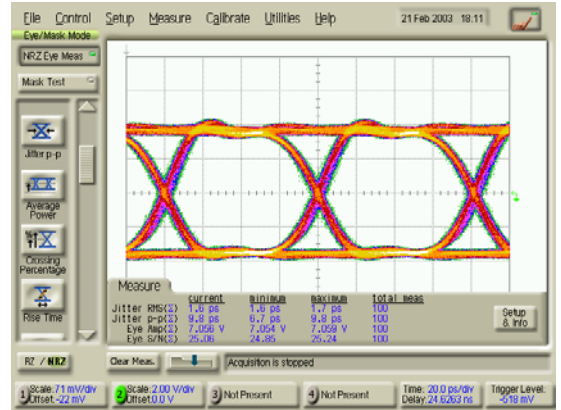 File Control Setup Measure Calibrate Utilities Help 21 Feb 2003 18:11
Eye/Mask Mode
NRZ Eye Meas
Mask Test
Jitter p-p
Average
Power
Crossing
Percentage
Rise Time
Measure
current minimum maximum total meas
Jitter RMS(Σ) 1.6 ps 1.6 ps 1.7 ps 100
Jitter p-p(Σ) 9.8 ps 6.7 ps 9.8 ps 100
Eye Amp(Σ) 7.056 V 7.054 V 7.059 V 100
Eye S/N(Σ) 25.06 24.85 25.24 100
Setup
& Info
RZ / NRZ
Clear Meas.
Acquisition is stopped
1) Scale:71 mV/div
Offset:-22 mV
2) Scale:2.00 V/div
Offset:0.0 V
3) Not Present
4) Not Present
Time: 20.0 ps/div
Delay:24.6263 ns
Trigger Level:
-518 mV